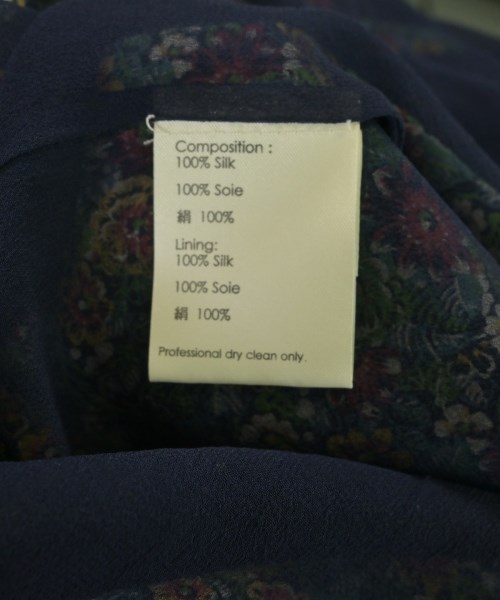 Composition :
100% Silk
100% Soie
絹 100%
Lining:
100% Silk
100% Soie
絹 100%
Professional dry clean only.